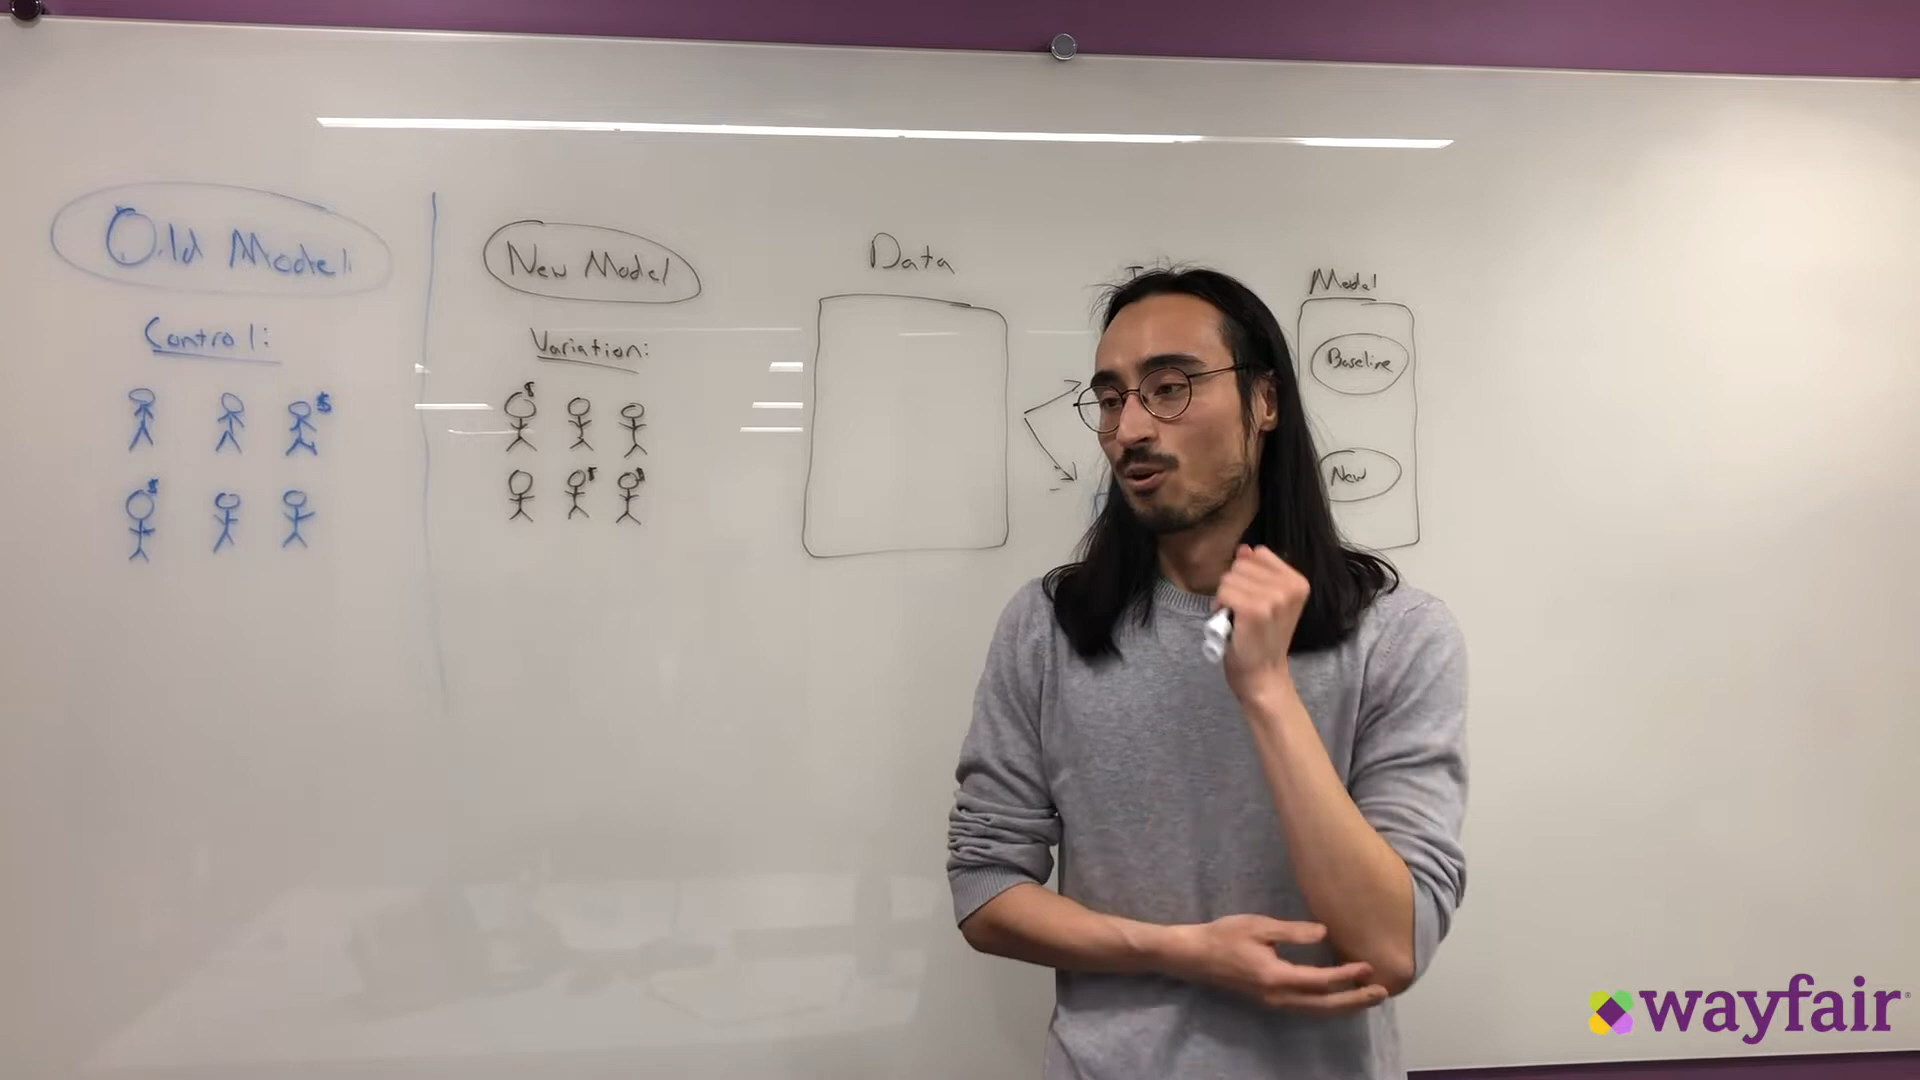 Old Model
Control:
$
$
New Model
Variation:
$
$
$
Data
Model
Baseline
New
wayfair